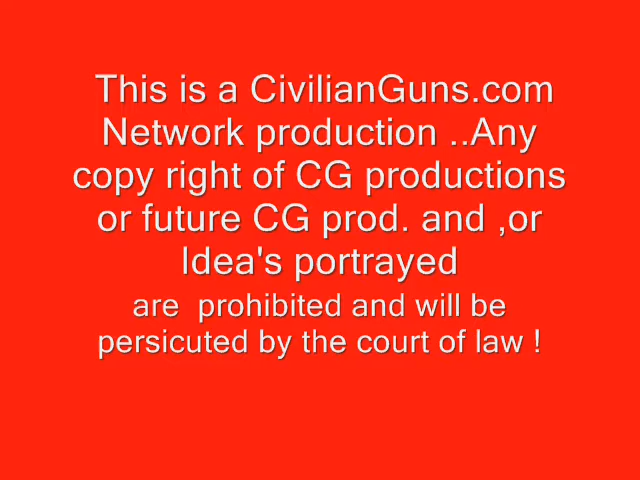 This is a CivilianGuns.com
Network production ..Any
copy right of CG productions
or future CG prod. and ,or
Idea's portrayed
are  prohibited and will be
persicuted by the court of law !